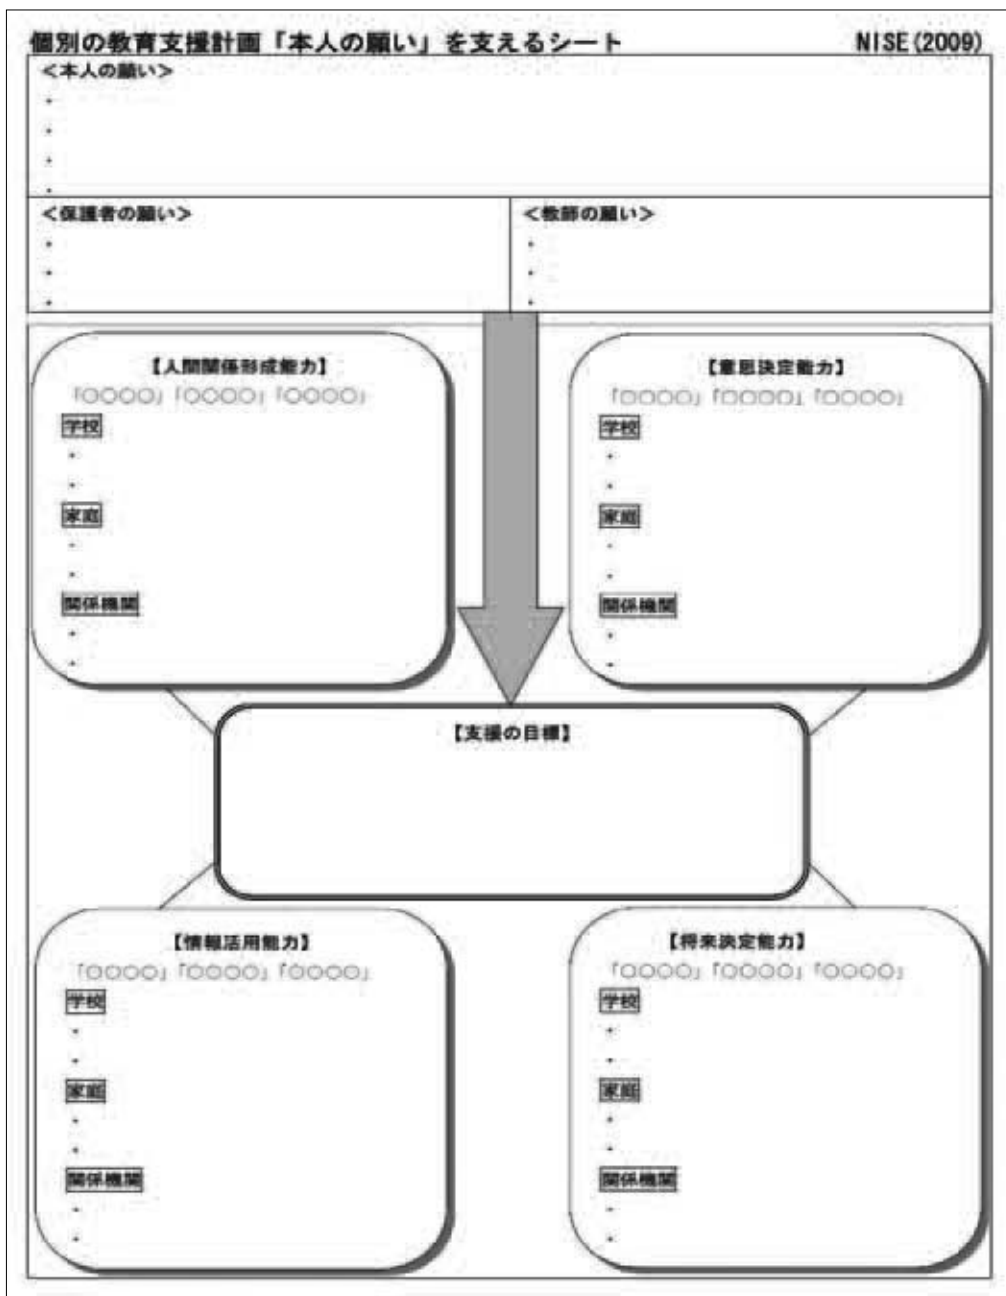 個別の教育支援計画「本人の願い」を支えるシート NISE(2009)
＜本人の願い＞
・
・
・
・
＜保護者の願い＞
・
・
・
＜教師の願い＞
・
・
・
【人間関係形成能力】
「○○○○」「○○○○」「○○○○」
学校
・
・
家庭
・
・
関係機関
・
・
【意思決定能力】
「○○○○」「○○○○」「○○○○」
学校
・
・
家庭
・
・
関係機関
・
・
【支援の目標】
【情報活用能力】
「○○○○」「○○○○」「○○○○」
学校
・
・
家庭
・
・
関係機関
・
・
【将来決定能力】
「○○○○」「○○○○」「○○○○」
学校
・
・
家庭
・
・
関係機関
・
・